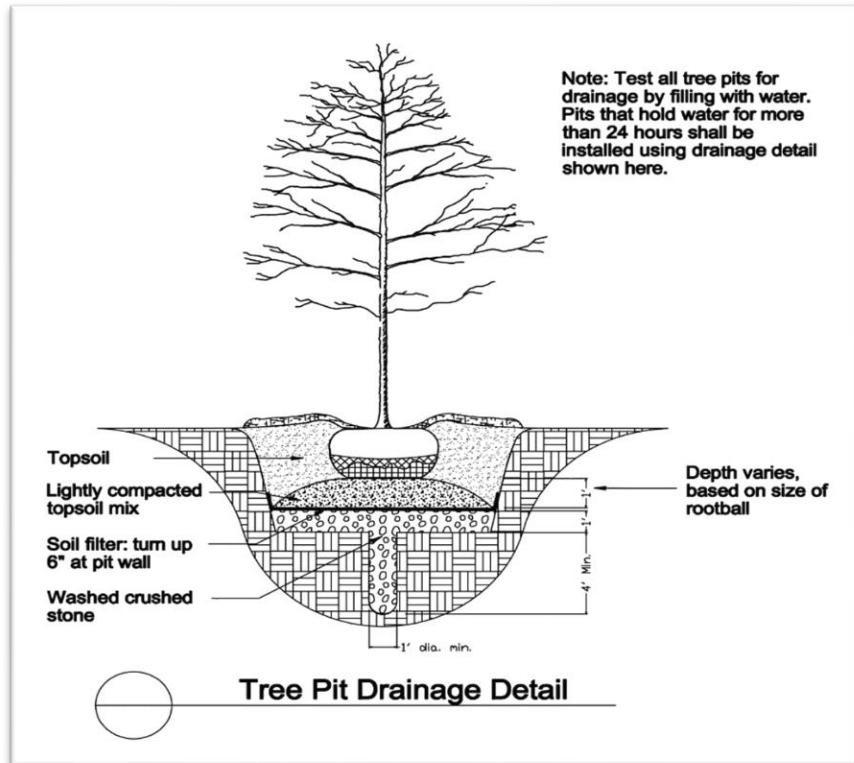 Note: Test all tree pits for
drainage by filling with water.
Pits that hold water for more
than 24 hours shall be
installed using drainage detail
shown here.
Topsoil
Lightly compacted
topsoil mix
Soil filter: turn up
6" at pit wall
Washed crushed
stone
1'
1'
4' Min.
Depth varies,
based on size of
rootball
1' dia. min.
Tree Pit Drainage Detail